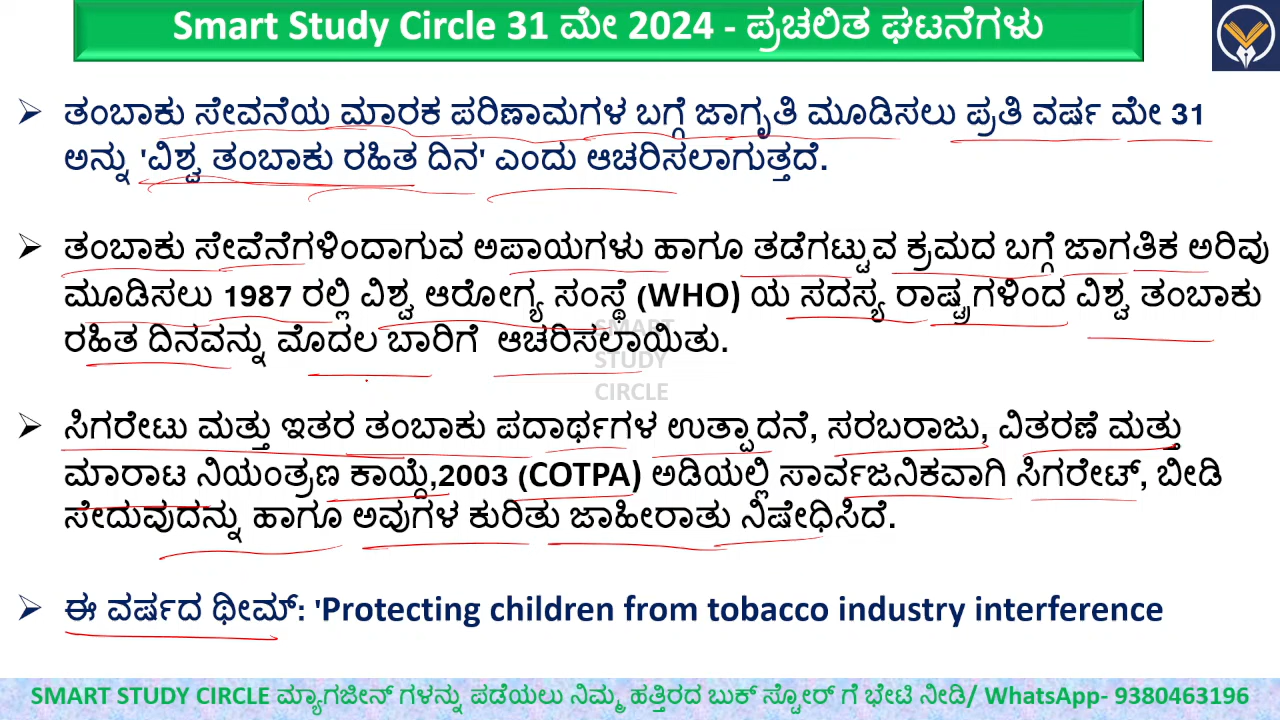 Smart Study Circle 31 ಮೇ 2024 - ಪ್ರಚಲಿತ ಘಟನೆಗಳು
ತಂಬಾಕು ಸೇವನೆಯ ಮಾರಕ ಪರಿಣಾಮಗಳ ಬಗ್ಗೆ ಜಾಗೃತಿ ಮೂಡಿಸಲು ಪ್ರತಿ ವರ್ಷ ಮೇ 31
ಅನ್ನು 'ವಿಶ್ವ ತಂಬಾಕು ರಹಿತ ದಿನ' ಎಂದು ಆಚರಿಸಲಾಗುತ್ತದೆ.
ತಂಬಾಕು ಸೇವೆನೆಗಳಿಂದಾಗುವ ಅಪಾಯಗಳು ಹಾಗೂ ತಡೆಗಟ್ಟುವ ಕ್ರಮದ ಬಗ್ಗೆ ಜಾಗತಿಕ ಅರಿವು
ಮೂಡಿಸಲು 1987 ರಲ್ಲಿ ವಿಶ್ವ ಆರೋಗ್ಯ ಸಂಸ್ಥೆ (WHO) ಯ ಸದಸ್ಯ ರಾಷ್ಟ್ರಗಳಿಂದ ವಿಶ್ವ ತಂಬಾಕು
ರಹಿತ ದಿನವನ್ನು ಮೊದಲ ಬಾರಿಗೆ ಆಚರಿಸಲಾಯಿತು.
SMART
STUDY
CIRCLE
ಸಿಗರೇಟು ಮತ್ತು ಇತರ ತಂಬಾಕು ಪದಾರ್ಥಗಳ ಉತ್ಪಾದನೆ, ಸರಬರಾಜು, ವಿತರಣೆ ಮತ್ತು
ಮಾರಾಟ ನಿಯಂತ್ರಣ ಕಾಯ್ದೆ,2003 (COTPA) ಅಡಿಯಲ್ಲಿ ಸಾರ್ವಜನಿಕವಾಗಿ ಸಿಗರೇಟ್, ಬೀಡಿ
ಸೇದುವುದನ್ನು ಹಾಗೂ ಅವುಗಳ ಕುರಿತು ಜಾಹೀರಾತು ನಿಷೇಧಿಸಿದೆ.
ಈ ವರ್ಷದ ಥೀಮ್: 'Protecting children from tobacco industry interference
SMART STUDY CIRCLE ಮ್ಯಾಗಜೀನ್ ಗಳನ್ನು ಪಡೆಯಲು ನಿಮ್ಮ ಹತ್ತಿರದ ಬುಕ್ ಸ್ಟೋರ್ ಗೆ ಭೇಟಿ ನೀಡಿ/ WhatsApp- 9380463196